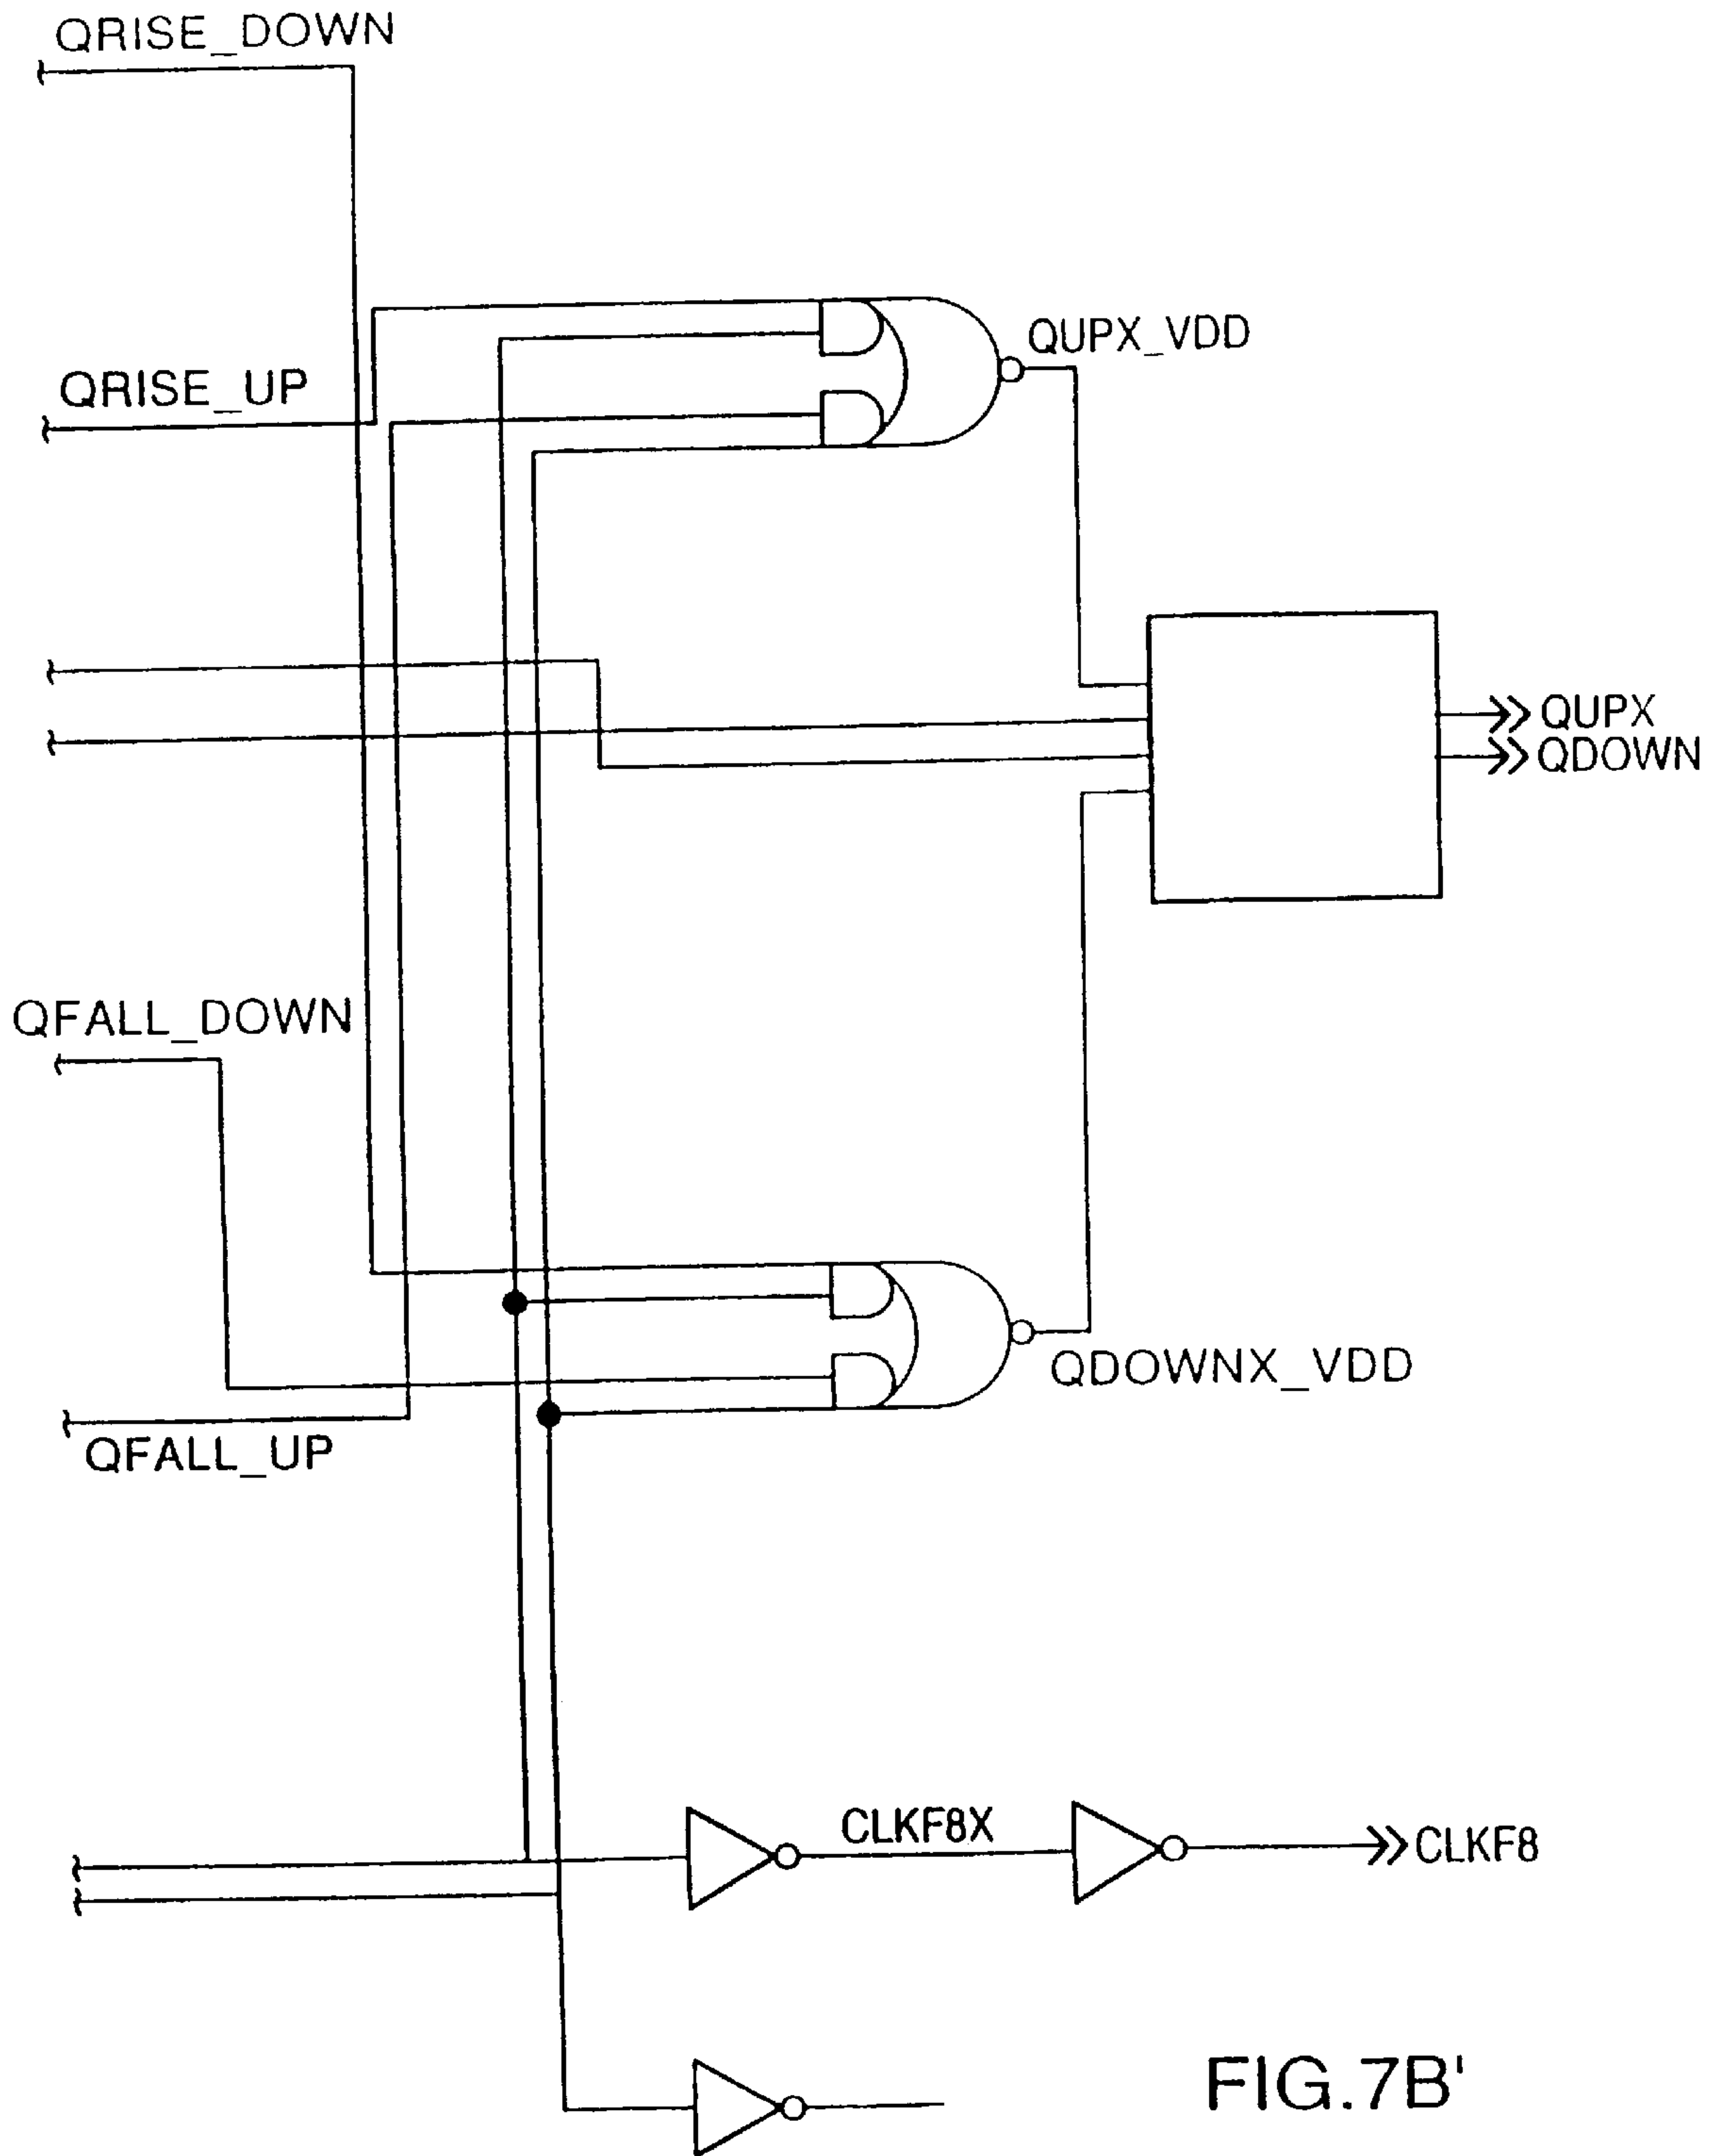 QRISE_DOWN
QUPX_VDD
QRISE_UP
QUPX
QDOWN
QFALL_DOWN
QDOWNX_VDD
QFALL_UP
CLKF8X
CLKF8
FIG.7B'